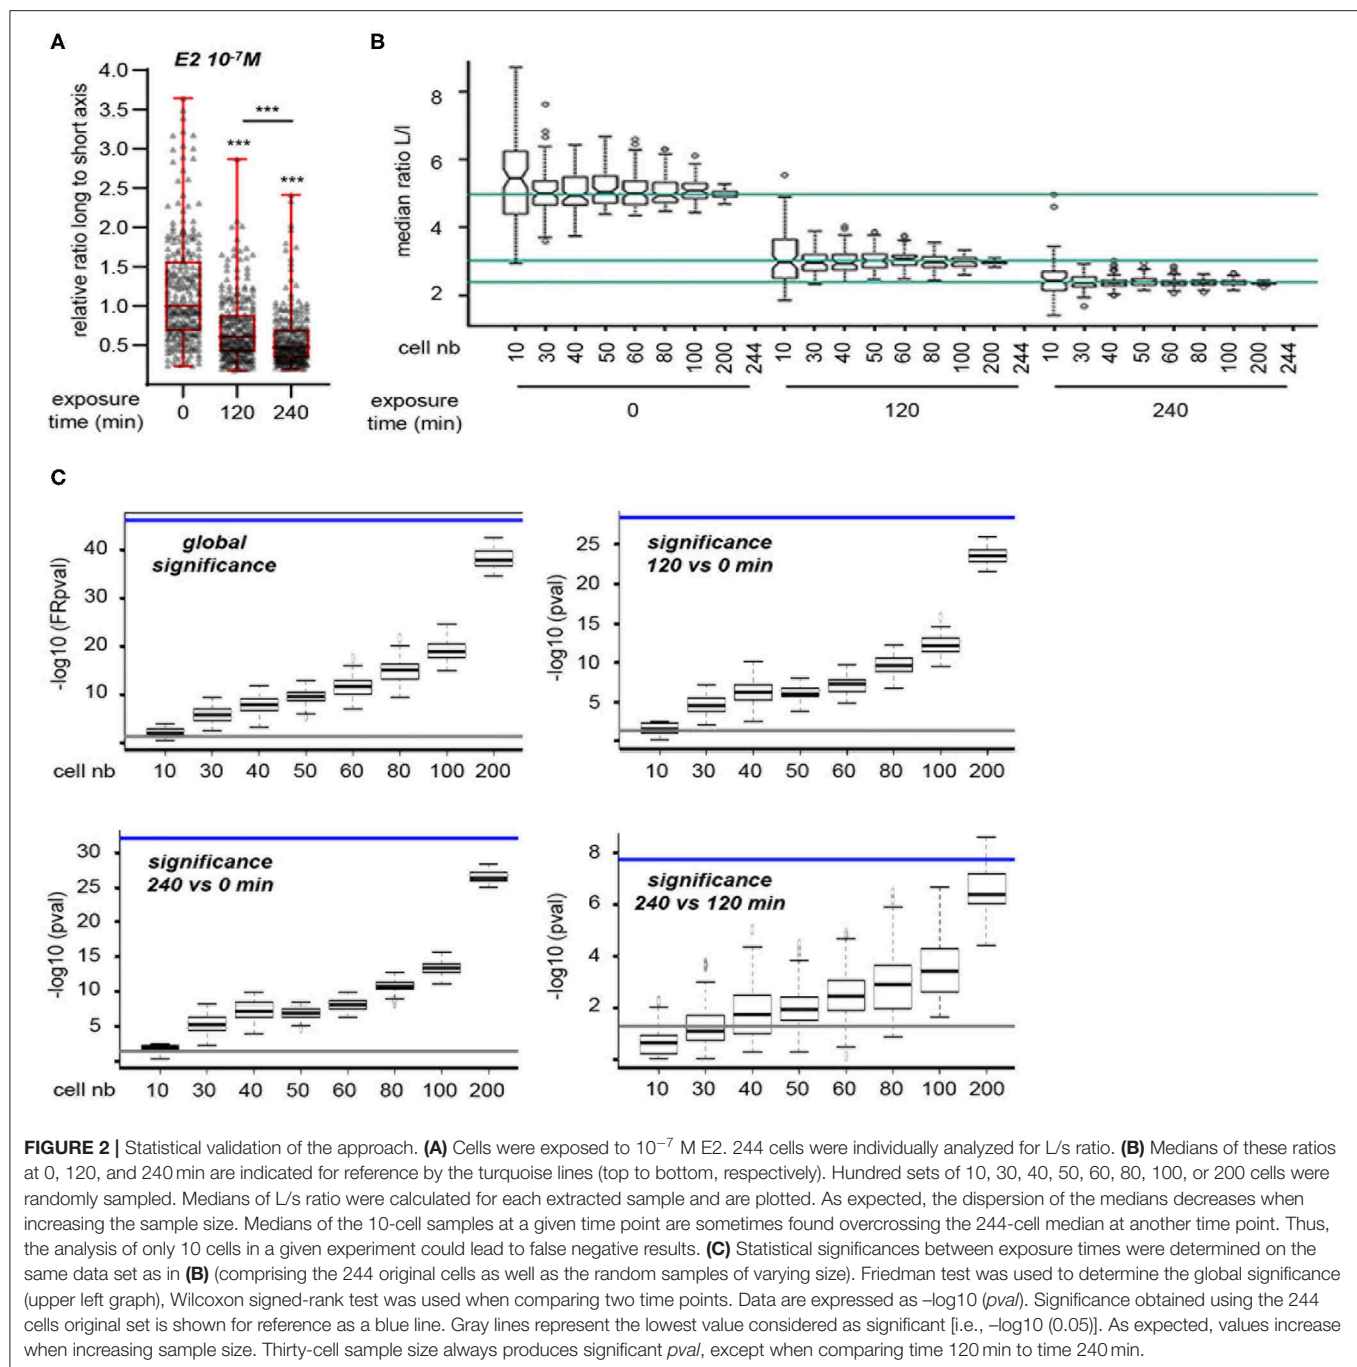 A
E2 10⁻⁷M
relative ratio long to short axis
4.0
3.5
3.0
2.5
2.0
1.5
1.0
0.5
***
***
***
exposure
time (min)
0 120 240
B
median ratio L/l
8
6
4
2
cell nb
10 30 40 50 60 80 100 200 244 10 30 40 50 60 80 100 200 244 10 30 40 50 60 80 100 200 244
exposure
time (min)
0 120 240
C
global
significance
-log10 (FRpval)
40
30
20
10
cell nb 10 30 40 50 60 80 100 200
significance
120 vs 0 min
-log10 (pval)
25
20
15
10
5
10 30 40 50 60 80 100 200
significance
240 vs 0 min
-log10 (pval)
30
25
20
15
10
5
cell nb 10 30 40 50 60 80 100 200
significance
240 vs 120 min
-log10 (pval)
8
6
4
2
10 30 40 50 60 80 100 200
FIGURE 2 | Statistical validation of the approach. (A) Cells were exposed to 10⁻⁷ M E2. 244 cells were individually analyzed for L/s ratio. (B) Medians of these ratios
at 0, 120, and 240 min are indicated for reference by the turquoise lines (top to bottom, respectively). Hundred sets of 10, 30, 40, 50, 60, 80, 100, or 200 cells were
randomly sampled. Medians of L/s ratio were calculated for each extracted sample and are plotted. As expected, the dispersion of the medians decreases when
increasing the sample size. Medians of the 10-cell samples at a given time point are sometimes found overcrossing the 244-cell median at another time point. Thus,
the analysis of only 10 cells in a given experiment could lead to false negative results. (C) Statistical significances between exposure times were determined on the
same data set as in (B) (comprising the 244 original cells as well as the random samples of varying size). Friedman test was used to determine the global significance
(upper left graph), Wilcoxon signed-rank test was used when comparing two time points. Data are expressed as –log10 (pval). Significance obtained using the 244
cells original set is shown for reference as a blue line. Gray lines represent the lowest value considered as significant [i.e., –log10 (0.05)]. As expected, values increase
when increasing sample size. Thirty-cell sample size always produces significant pval, except when comparing time 120 min to time 240 min.